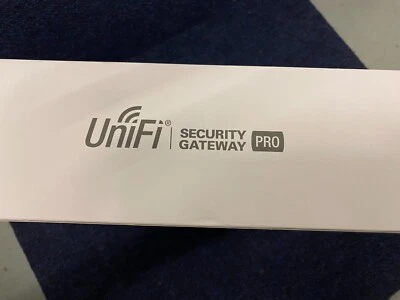 UniFi® SECURITY
GATEWAY PRO